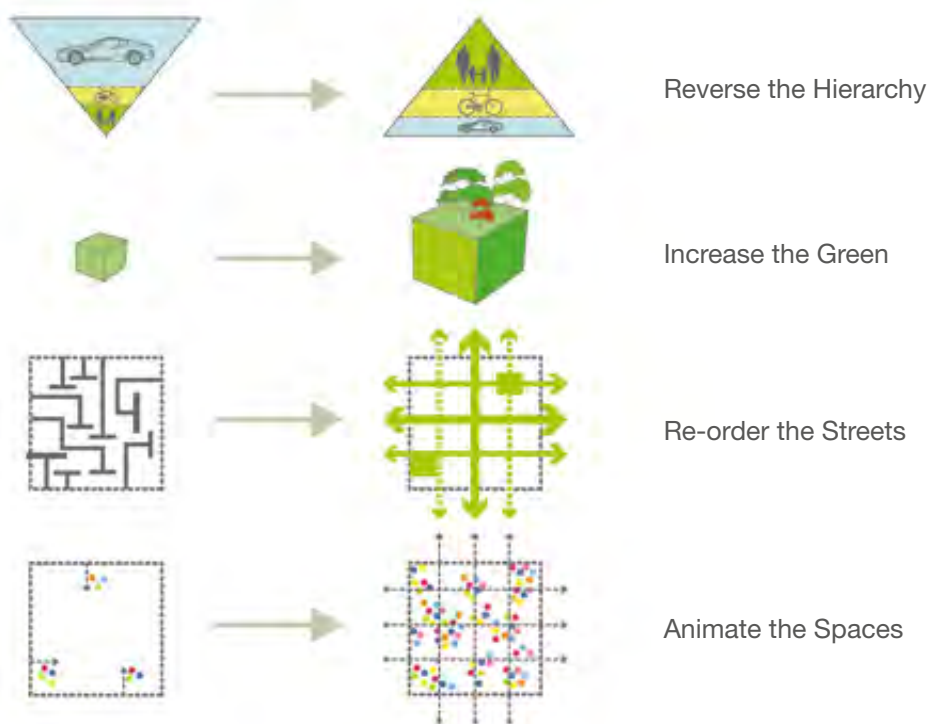 Reverse the Hierarchy
Increase the Green
Re-order the Streets
Animate the Spaces